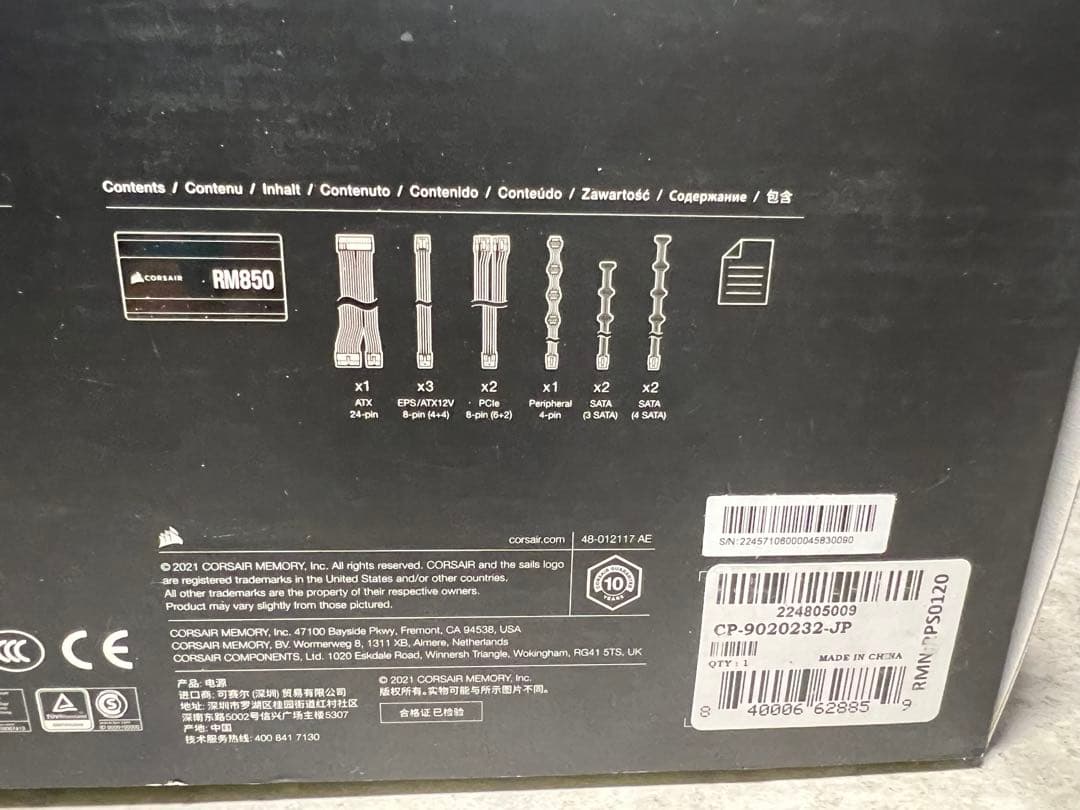 Contents / Contenu / Inhalt / Contenuto / Contenido / Conteúdo / Zawartość / Содержание / 包含
CORSAIR RM850
x1
ATX
24-pin
x3
EPS/ATX12V
8-pin (4+4)
x2
PCIe
8-pin (6+2)
x1
Peripheral
4-pin
x2
SATA
(3 SATA)
x2
SATA
(4 SATA)
corsair.com
48-012117 AE
© 2021 CORSAIR MEMORY, Inc. All rights reserved. CORSAIR and the sails logo
are registered trademarks in the United States and/or other countries.
All other trademarks are the property of their respective owners.
Product may vary slightly from those pictured.
10
YEARS
CORSAIR MEMORY, Inc. 47100 Bayside Pkwy, Fremont, CA 94538, USA
CORSAIR MEMORY, BV. Wormerweg 8, 1311 XB, Almere, Netherlands
CORSAIR COMPONENTS, Ltd. 1020 Eskdale Road, Winnersh Triangle, Wokingham, RG41 5TS, UK
产品: 电源
进口商: 可赛尔 (深圳) 贸易有限公司
地址: 深圳市罗湖区桂园街道红村社区
深南东路5002号信兴广场主楼5307
产地: 中国
技术服务热线: 400 841 7130
© 2021 CORSAIR MEMORY, Inc.
版权所有。实物可能与所示图片不同。
合格证 已检验
CCC
CE
TÜVRheinland
S/N: 22457106000045830090
224805009
CP-9020232-JP
QTY : 1
MADE IN CHINA
8 40006 62885 9
RMN:RPS0120